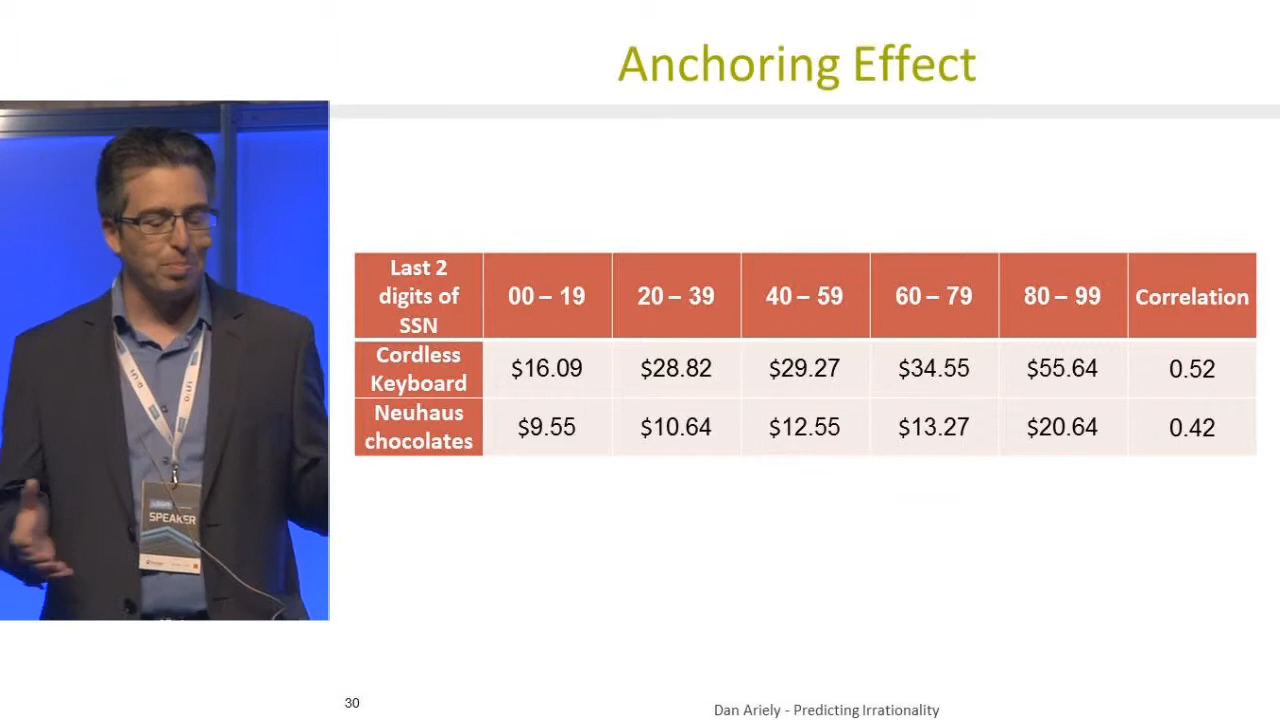 Anchoring Effect
Last 2
digits of
SSN
00 – 19
20 – 39
40 – 59
60 – 79
80 – 99
Correlation
Cordless
Keyboard
$16.09
$28.82
$29.27
$34.55
$55.64
0.52
Neuhaus
chocolates
$9.55
$10.64
$12.55
$13.27
$20.64
0.42
SPEAKER
30
Dan Ariely - Predicting Irrationality